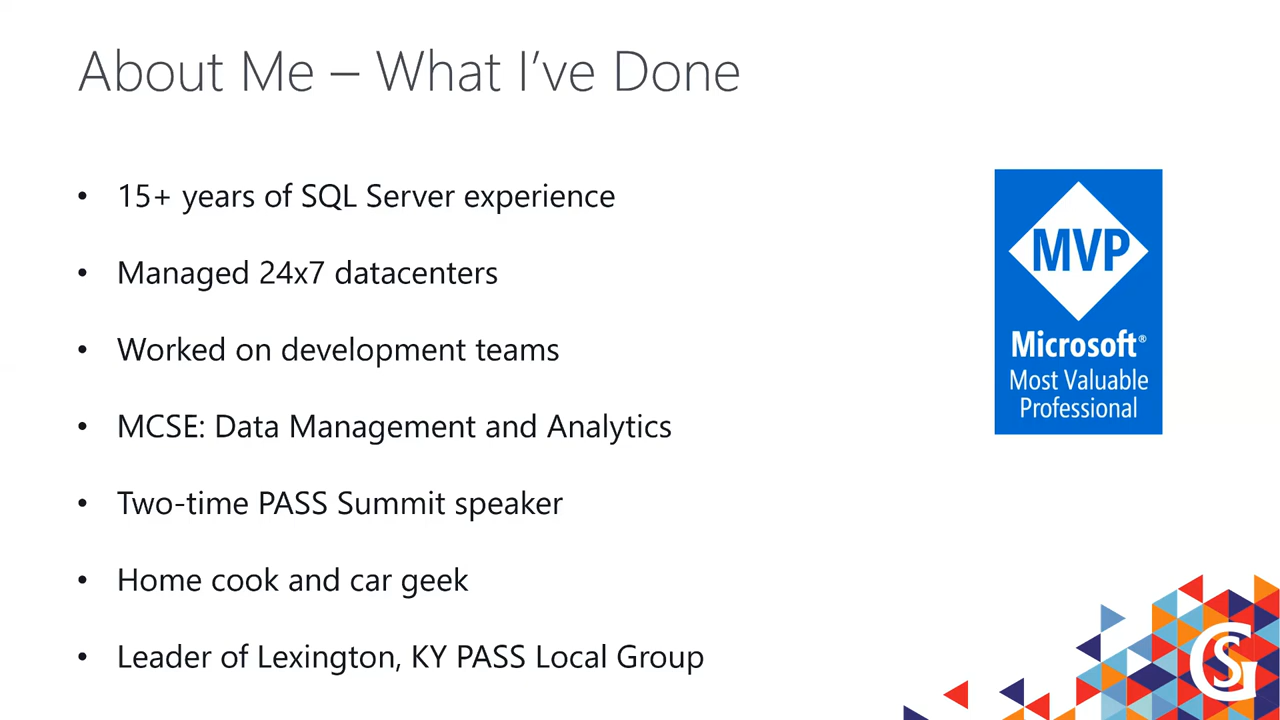 About Me – What I've Done
• 15+ years of SQL Server experience
• Managed 24x7 datacenters
• Worked on development teams
• MCSE: Data Management and Analytics
• Two-time PASS Summit speaker
• Home cook and car geek
• Leader of Lexington, KY PASS Local Group
MVP
Microsoft®
Most Valuable
Professional
GS